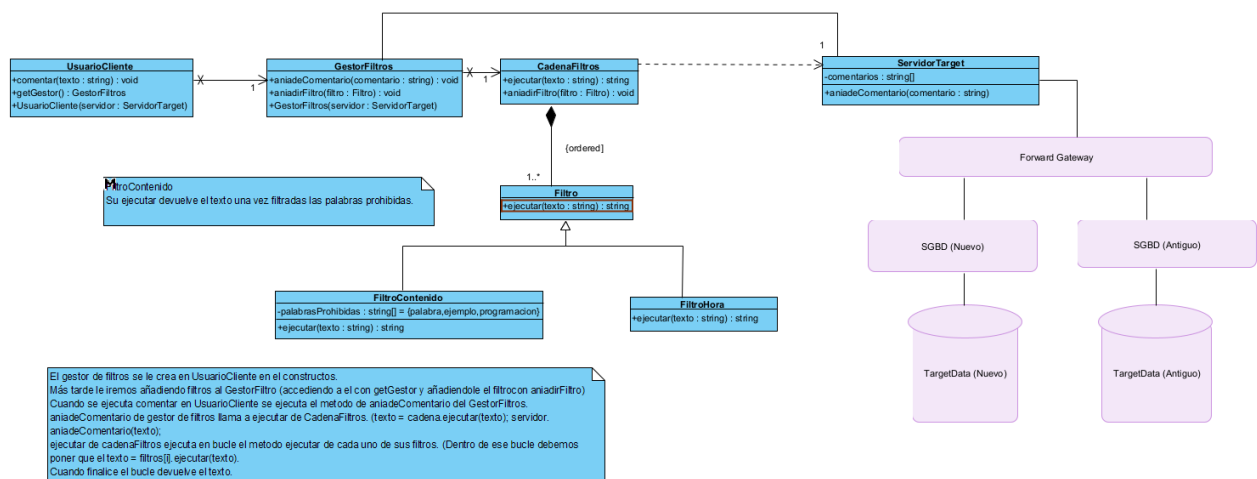 UsuarioCliente
+comentar(texto : string) : void
+getGestor() : GestorFiltros
+UsuarioCliente(servidor : ServidorTarget)
1
GestorFiltros
+aniadeComentario(comentario : string) : void
+aniadirFiltro(filtro : Filtro) : void
+GestorFiltros(servidor : ServidorTarget)
1
CadenaFiltros
+ejecutar(texto : string) : string
+aniadirFiltro(filtro : Filtro) : void
1
ServidorTarget
-comentarios : string[]
+aniadeComentario(comentario : string)
{ordered}
1..*
Filtro
+ejecutar(texto : string) : string
FiltroContenido
Su ejecutar devuelve el texto una vez filtradas las palabras prohibidas.
FiltroContenido
-palabrasProhibidas : string[] = {palabra,ejemplo,programacion}
+ejecutar(texto : string) : string
FiltroHora
+ejecutar(texto : string) : string
Forward Gateway
SGBD (Nuevo)
SGBD (Antiguo)
TargetData (Nuevo)
TargetData (Antiguo)
El gestor de filtros se le crea en UsuarioCliente en el constructos.
Más tarde le iremos añadiendo filtros al GestorFiltro (accediendo a el con getGestor y añadiendole el filtrocon aniadirFiltro)
Cuando se ejecuta comentar en UsuarioCliente se ejecuta el metodo de aniadeComentario del GestorFiltros.
aniadeComentario de gestor de filtros llama a ejecutar de CadenaFiltros. (texto = cadena.ejecutar(texto); servidor.
aniadeComentario(texto);
ejecutar de cadenaFiltros ejecuta en bucle el metodo ejecutar de cada uno de sus filtros. (Dentro de ese bucle debemos
poner que el texto = filtros[i].ejecutar(texto).
Cuando finalice el bucle devuelve el texto.